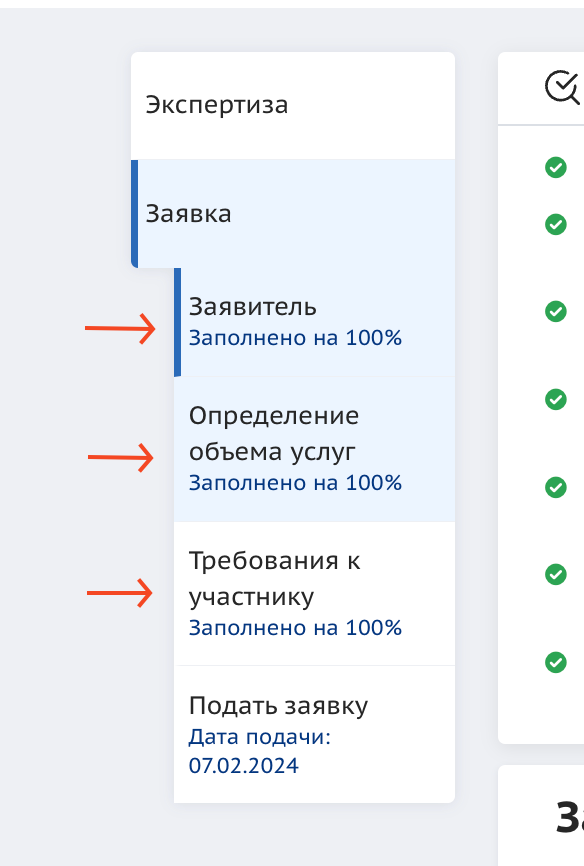 Экспертиза
Заявка
Заявитель
Заполнено на 100%
Определение
объема услуг
Заполнено на 100%
Требования к
участнику
Заполнено на 100%
Подать заявку
Дата подачи:
07.02.2024